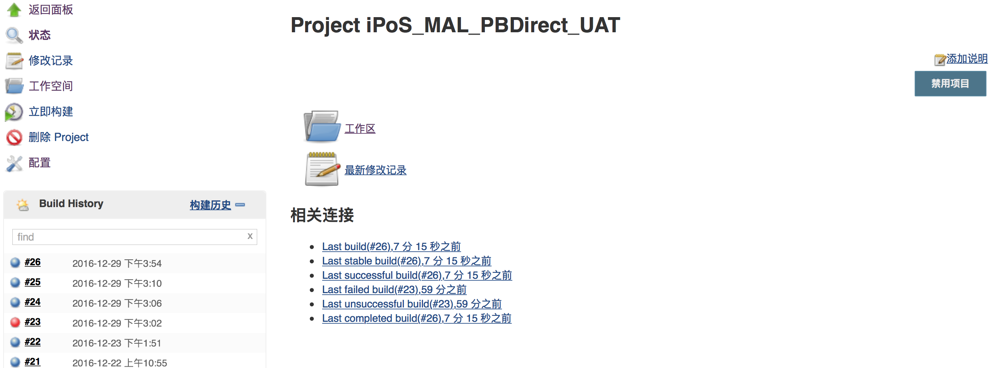 返回面板
状态
修改记录
工作空间
立即构建
删除 Project
配置
Build History 构建历史
find x
#26 2016-12-29 下午3:54
#25 2016-12-29 下午3:10
#24 2016-12-29 下午3:06
#23 2016-12-29 下午3:02
#22 2016-12-23 下午1:51
#21 2016-12-22 上午10:55
Project iPoS_MAL_PBDirect_UAT
添加说明
禁用项目
工作区
最新修改记录
相关连接
Last build(#26),7 分 15 秒之前
Last stable build(#26),7 分 15 秒之前
Last successful build(#26),7 分 15 秒之前
Last failed build(#23),59 分之前
Last unsuccessful build(#23),59 分之前
Last completed build(#26),7 分 15 秒之前